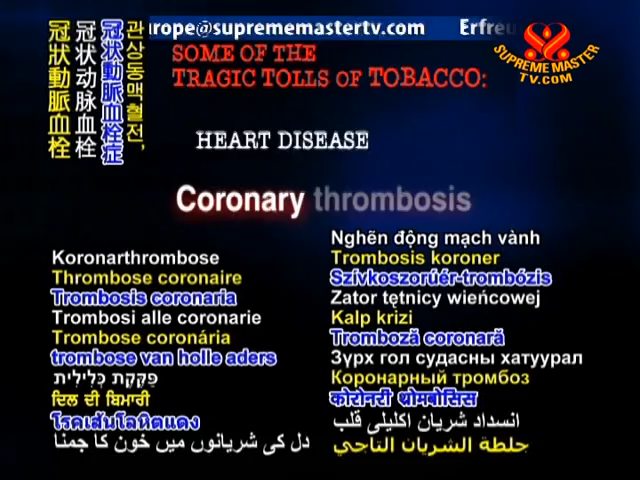 urope@suprememastertv.com Erfreu
SUPREME MASTER
TV.COM
SOME OF THE
TRAGIC TOLLS OF TOBACCO:
HEART DISEASE
Coronary thrombosis
관상동맥혈전,
冠狀動脈血栓症
冠状动脉血栓
冠狀動脈血栓
Koronarthrombose
Thrombose coronaire
Trombosis coronaria
Trombosi alle coronarie
Trombose coronária
trombose van holle aders
פַּקֶּקֶת כְּלִילִית
ਦਿਲ ਦੀ ਬਿਮਾਰੀ
โรคเส้นโลหิตแดง
دل کی شریانوں میں خون کا جمنا
Nghẽn động mạch vành
Trombosis koroner
Szívkoszorúér-trombózis
Zator tętnicy wieńcowej
Kalp krizi
Tromboză coronară
Зүрх гол судасны хатуурал
Коронарный тромбоз
कोरोनरी थ्रोमबोसिस
انسداد شریان اکلیلی قلب
جلطة الشريان التاجي